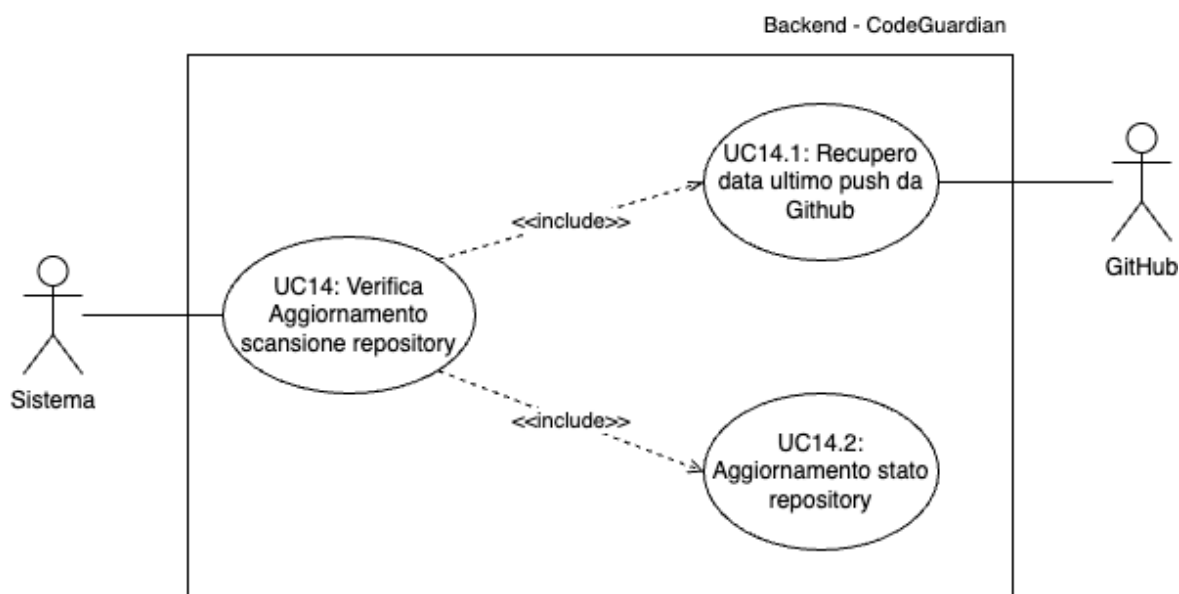 Backend - CodeGuardian
UC14.1: Recupero
data ultimo push da
Github
<<include>>
GitHub
UC14: Verifica
Aggiornamento
scansione repository
Sistema
<<include>>
UC14.2:
Aggiornamento stato
repository